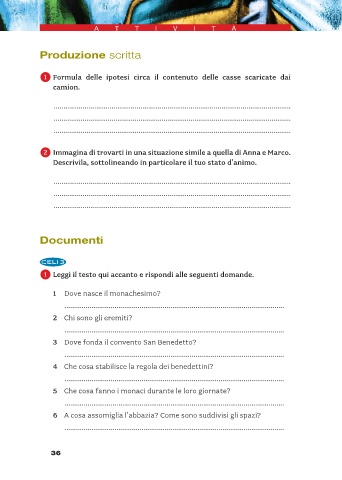 ATTIVITÀ
Produzione scritta
1 Formula delle ipotesi circa il contenuto delle casse scaricate dai
camion.
2 Immagina di trovarti in una situazione simile a quella di Anna e Marco.
Descrivila, sottolineando in particolare il tuo stato d'animo.
Documenti
CELI 3
1 Leggi il testo qui accanto e rispondi alle seguenti domande.
1 Dove nasce il monachesimo?
2 Chi sono gli eremiti?
3 Dove fonda il convento San Benedetto?
4 Che cosa stabilisce la regola dei benedettini?
5 Che cosa fanno i monaci durante le loro giornate?
6 A cosa assomiglia l'abbazia? Come sono suddivisi gli spazi?
36